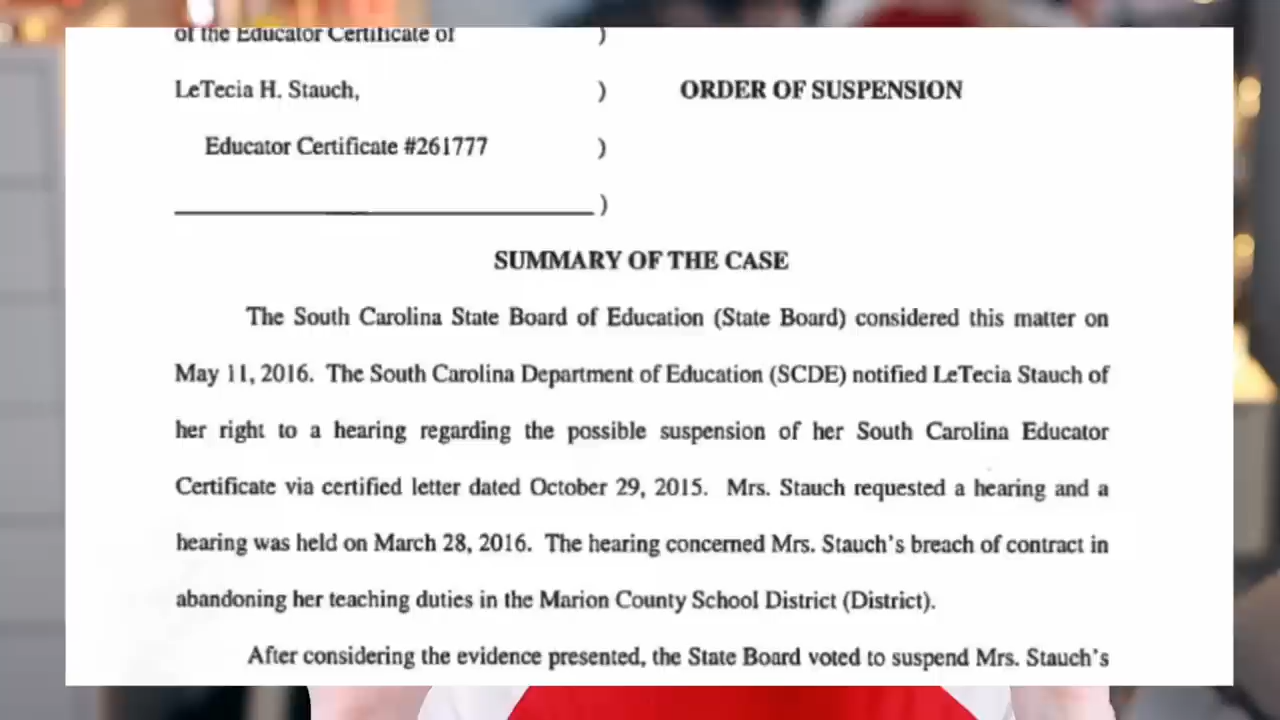 of the Educator Certificate of )
LeTecia H. Stauch, ) ORDER OF SUSPENSION
Educator Certificate #261777 )
)
SUMMARY OF THE CASE
The South Carolina State Board of Education (State Board) considered this matter on
May 11, 2016. The South Carolina Department of Education (SCDE) notified LeTecia Stauch of
her right to a hearing regarding the possible suspension of her South Carolina Educator
Certificate via certified letter dated October 29, 2015. Mrs. Stauch requested a hearing and a
hearing was held on March 28, 2016. The hearing concerned Mrs. Stauch's breach of contract in
abandoning her teaching duties in the Marion County School District (District).
After considering the evidence presented, the State Board voted to suspend Mrs. Stauch's